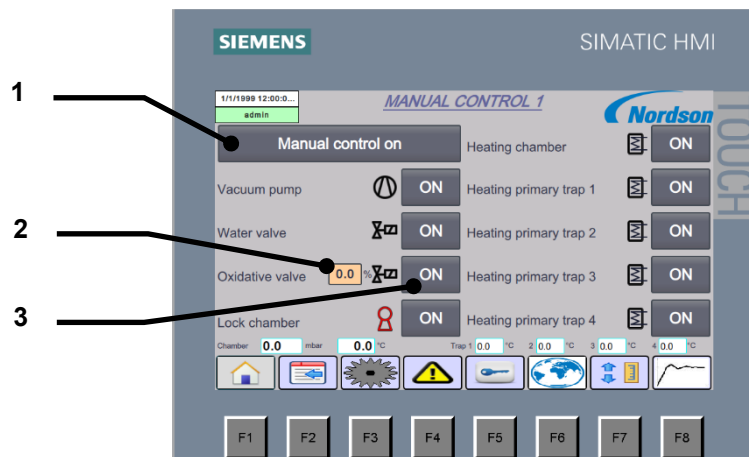 SIEMENS
SIMATIC HMI
1/1/1999 12:00:0...
admin
MANUAL CONTROL 1
Nordson
TOUCH
1
Manual control on
Heating chamber
ON
Vacuum pump
ON
Heating primary trap 1
ON
2
Water valve
ON
Heating primary trap 2
ON
Oxidative valve
0.0
%
ON
Heating primary trap 3
ON
3
Lock chamber
ON
Heating primary trap 4
ON
Chamber 0.0 mbar 0.0 °C Trap 1 0.0 °C 2 0.0 °C 3 0.0 °C 4 0.0 °C
F1 F2 F3 F4 F5 F6 F7 F8